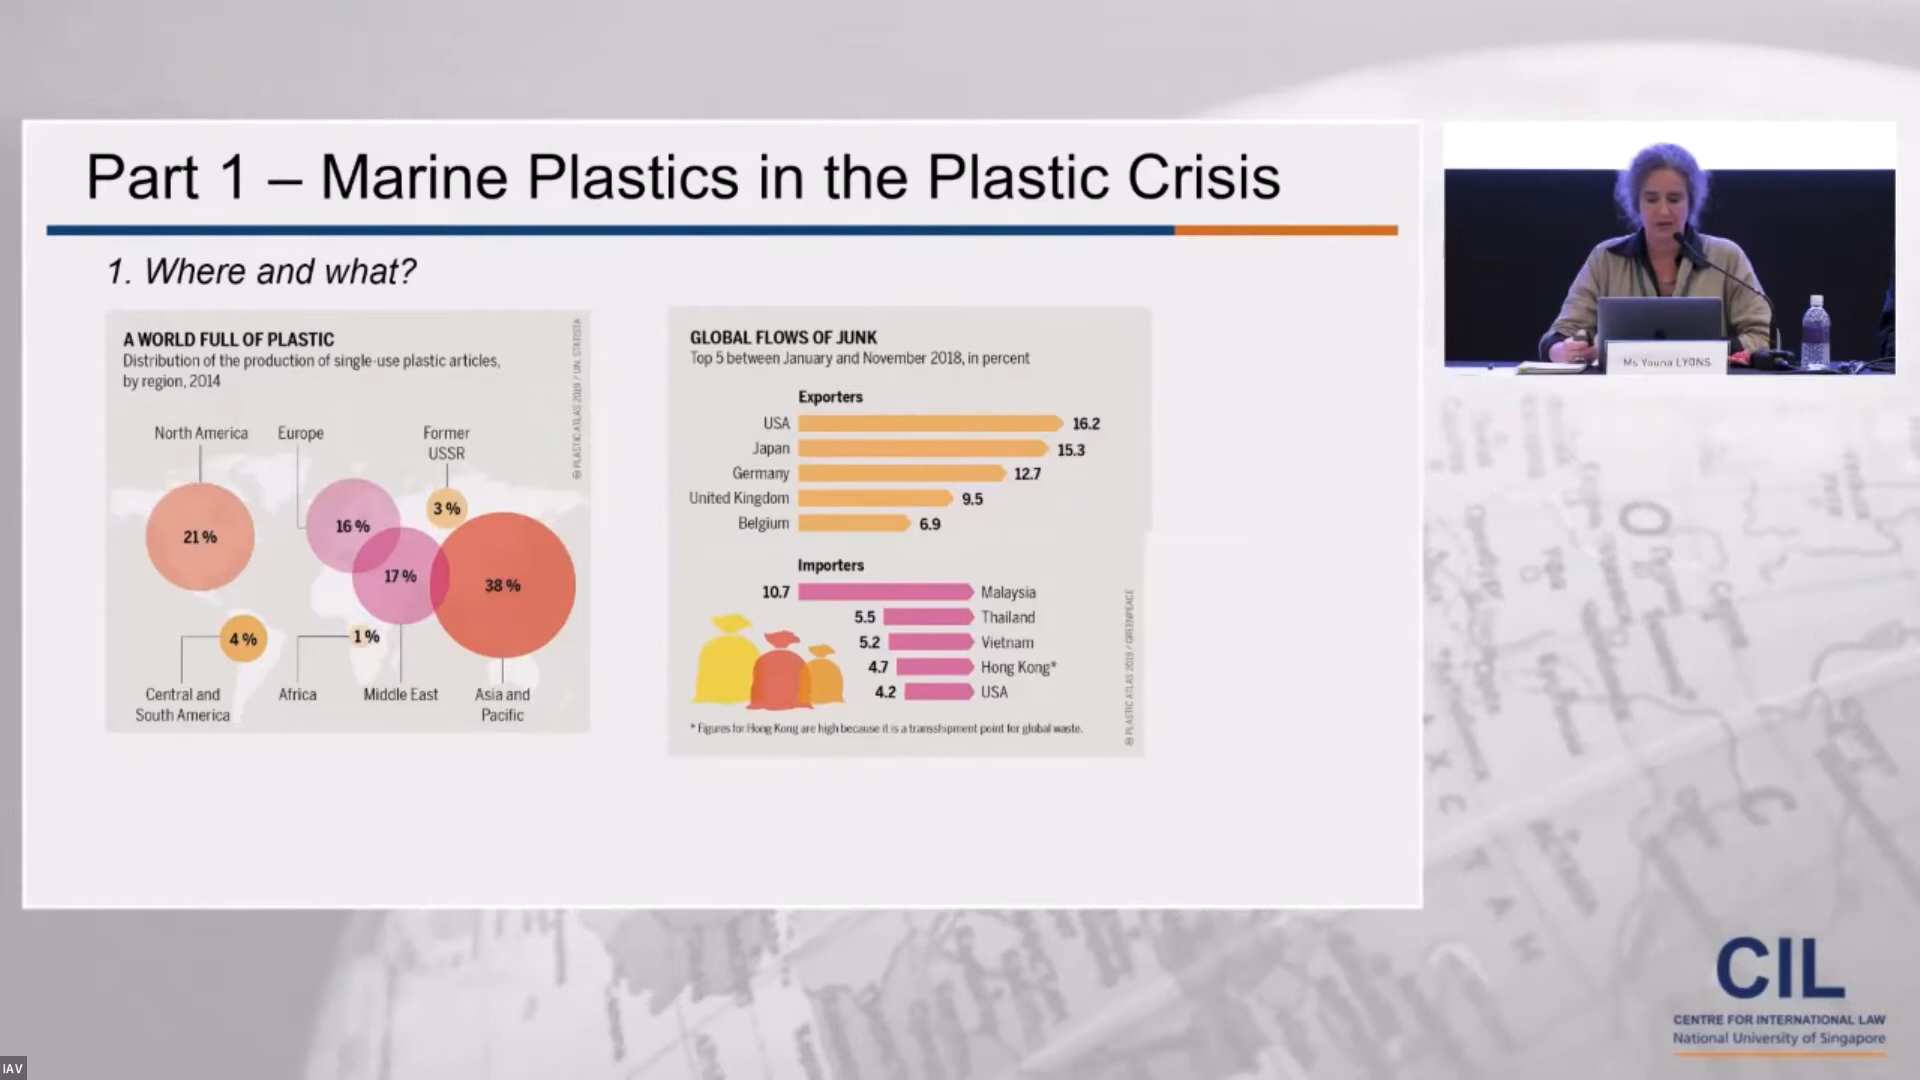 Part 1 – Marine Plastics in the Plastic Crisis
1. Where and what?
A WORLD FULL OF PLASTIC
Distribution of the production of single-use plastic articles,
by region, 2014
North America
Europe
Former
USSR
21 %
16 %
3 %
17 %
38 %
4 %
1 %
Central and
South America
Africa
Middle East
Asia and
Pacific
© PLASTIC ATLAS 2019 / UN, STATISTA
GLOBAL FLOWS OF JUNK
Top 5 between January and November 2018, in percent
Exporters
USA 16.2
Japan 15.3
Germany 12.7
United Kingdom 9.5
Belgium 6.9
Importers
10.7 Malaysia
5.5 Thailand
5.2 Vietnam
4.7 Hong Kong*
4.2 USA
* Figures for Hong Kong are high because it is a transshipment point for global waste.
© PLASTIC ATLAS 2019 / GREENPEACE
Ms Youna LYONS
CIL
CENTRE FOR INTERNATIONAL LAW
National University of Singapore
IAV